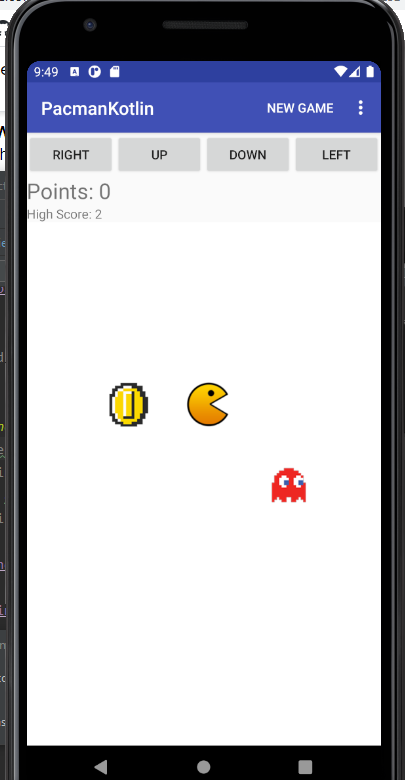 9:49
PacmanKotlin NEW GAME
RIGHT UP DOWN LEFT
Points: 0
High Score: 2